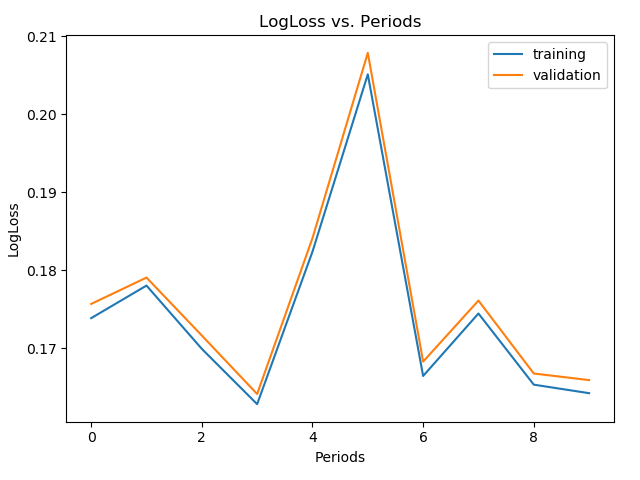 LogLoss vs. Periods
training
validation
LogLoss
0.21
0.20
0.19
0.18
0.17
0
2
4
6
8
Periods